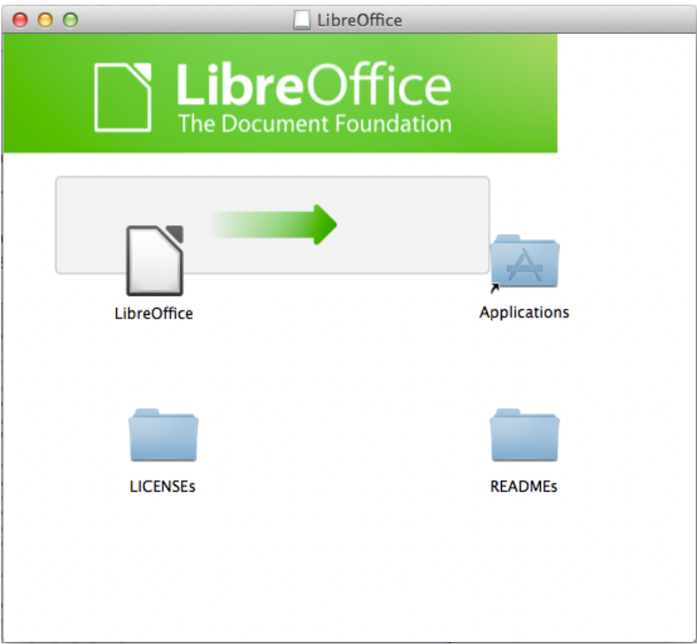 LibreOffice
LibreOffice
The Document Foundation
LibreOffice
Applications
LICENSEs
READMEs